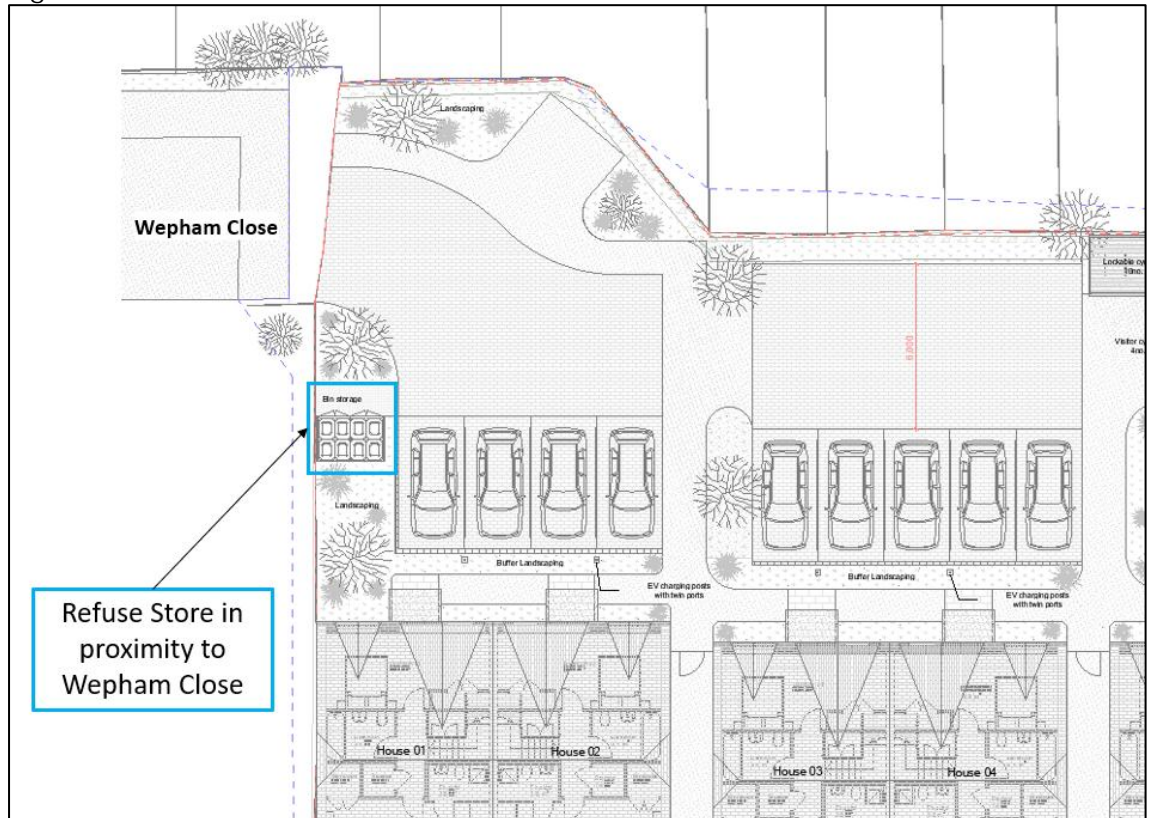 Landscaping
Wepham Close
Lockable cy
10no.
6.000
Visitor cy
4no.
Bin storage
Landscaping
Buffer Landscaping
EV charging posts
with twin ports
Buffer Landscaping
EV charging posts
with twin ports
Refuse Store in
proximity to
Wepham Close
House 01
House 02
House 03
House 04